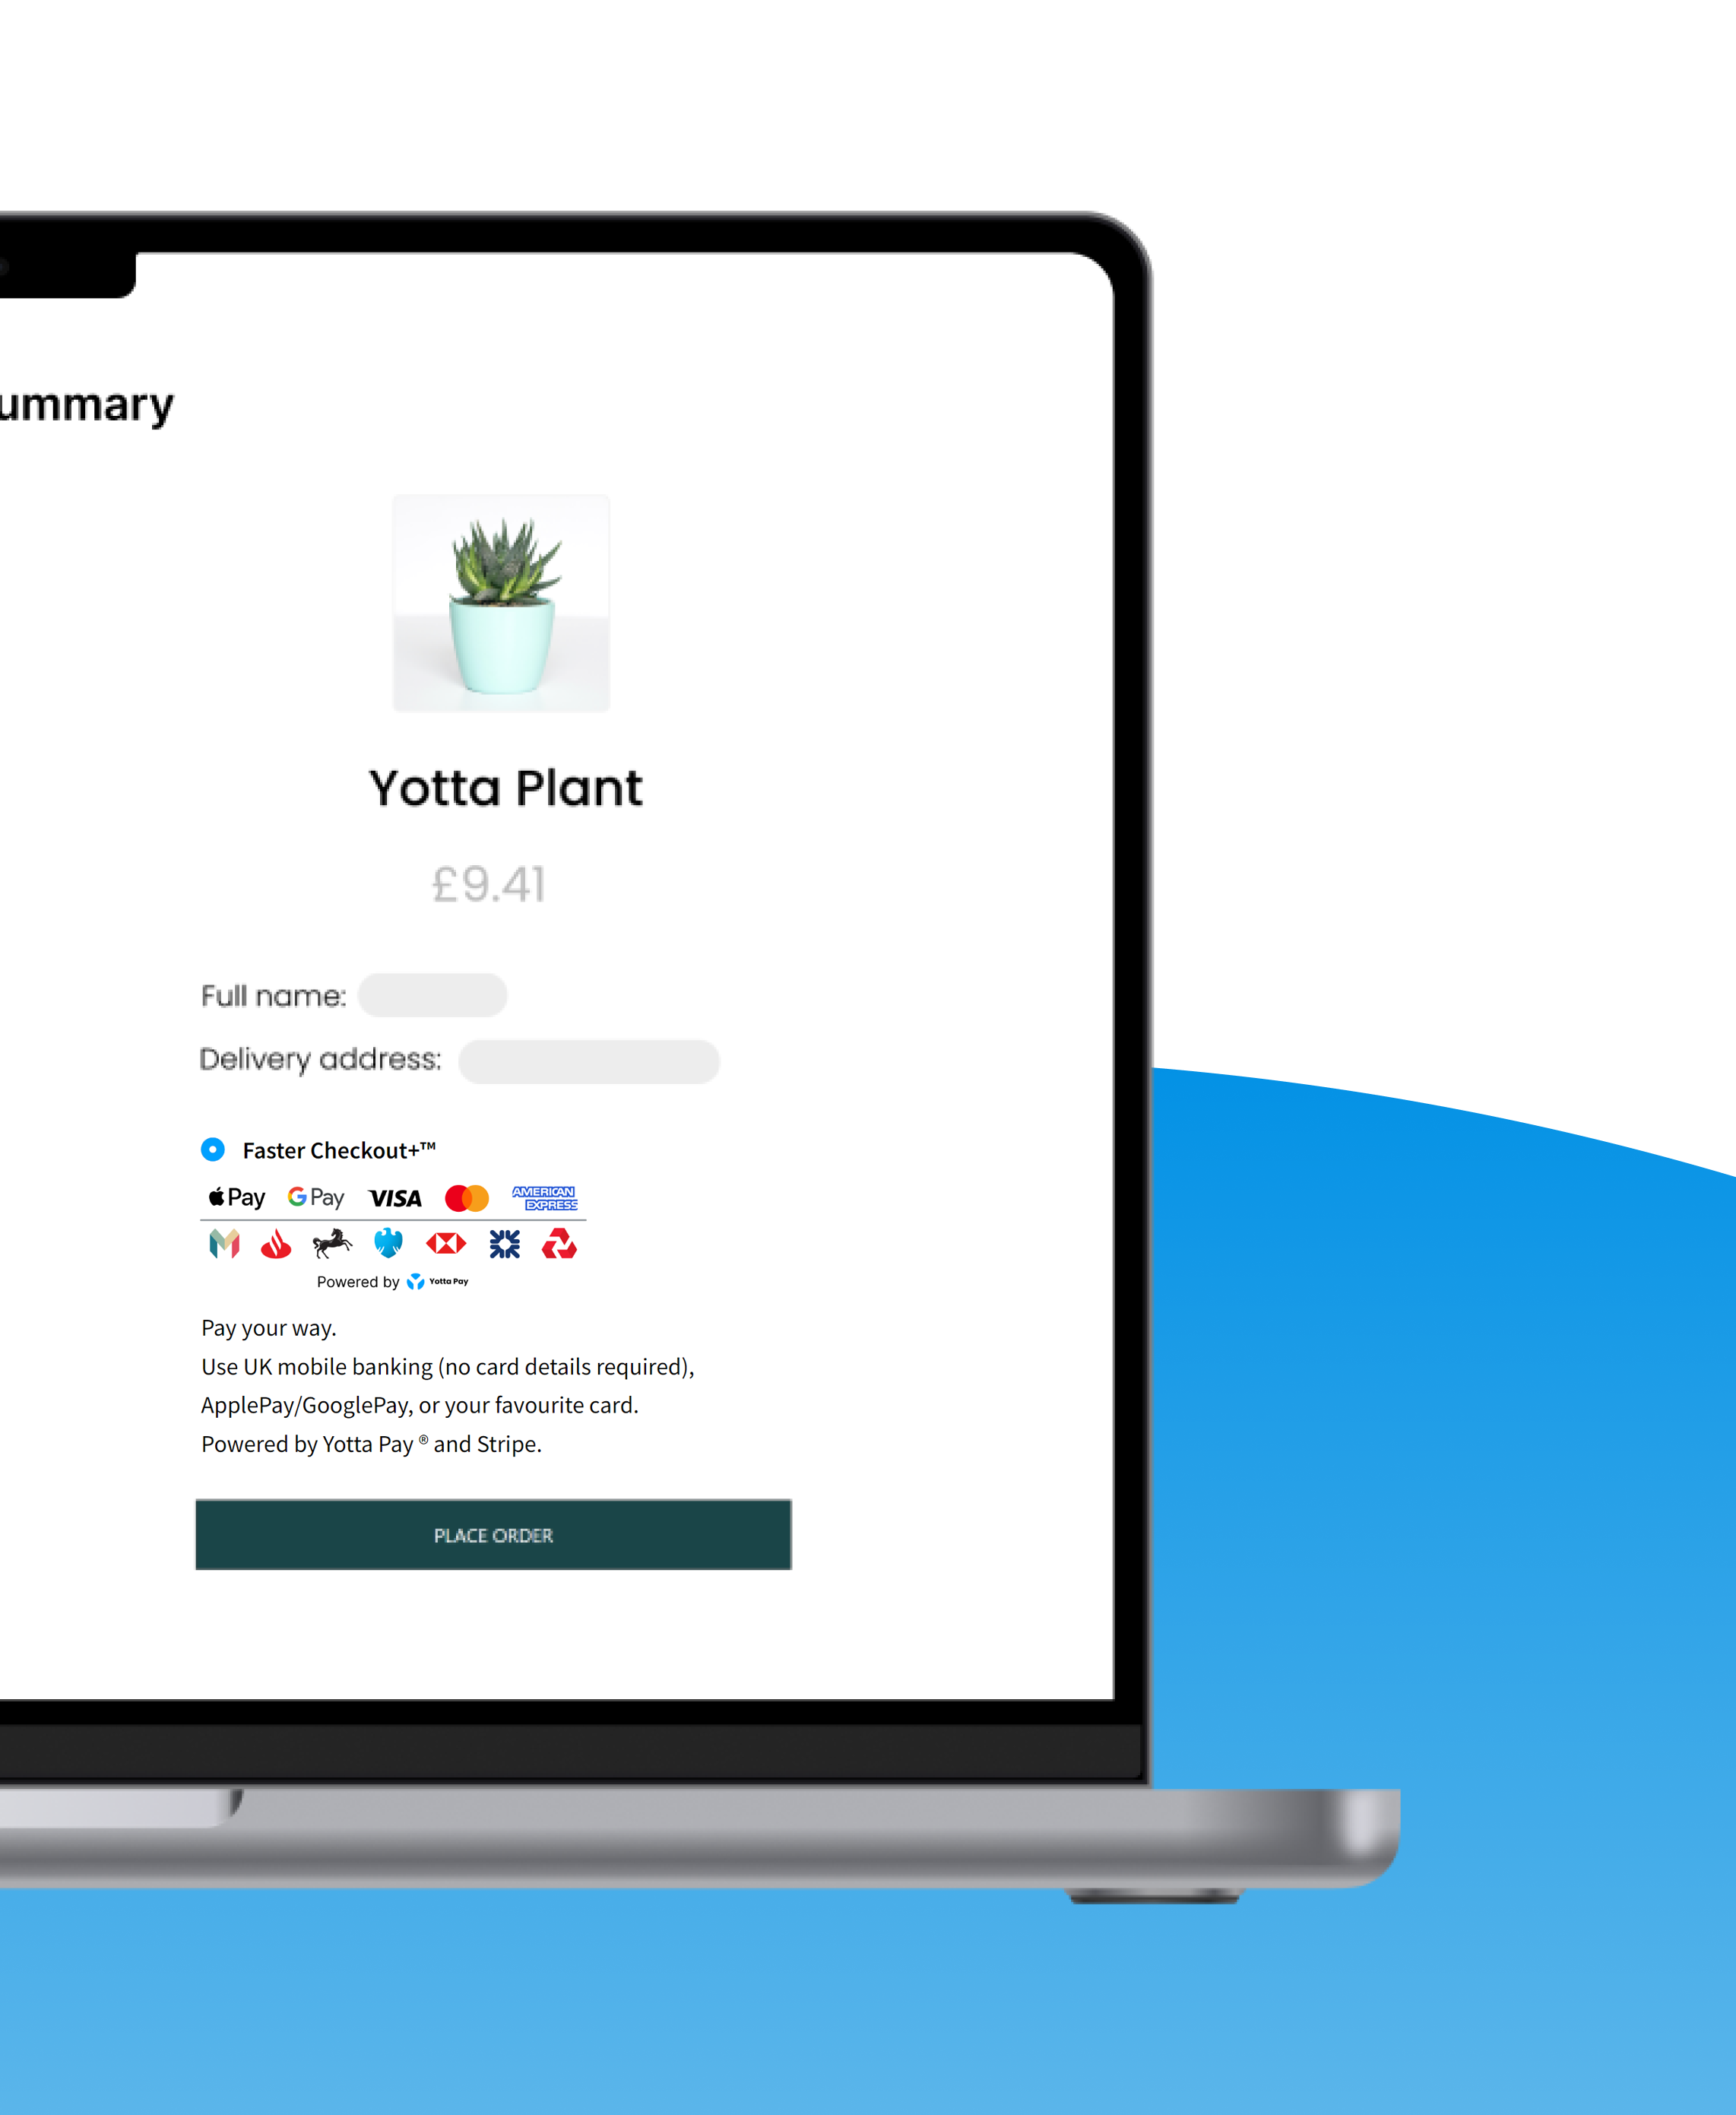 ummary
Yotta Plant
£9.41
Full name:
Delivery address:
Faster Checkout+™
Pay G Pay VISA AMERICAN EXPRESS
Powered by Yotta Pay
Pay your way.
Use UK mobile banking (no card details required),
ApplePay/GooglePay, or your favourite card.
Powered by Yotta Pay ® and Stripe.
PLACE ORDER